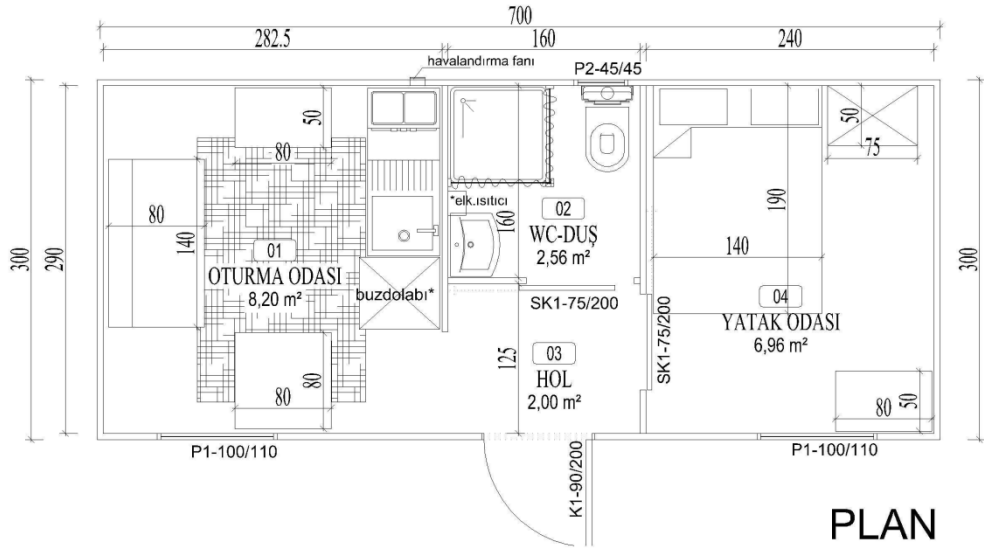 700
282.5
160
240
havalandırma fanı
P2-45/45
300
290
50
80
80
140
01
OTURMA ODASI
8,20 m²
buzdolabı*
80
80
*elk.ısıtıcı
160
02
WC-DUŞ
2,56 m²
SK1-75/200
125
03
HOL
2,00 m²
SK1-75/200
50
75
190
140
04
YATAK ODASI
6,96 m²
80
50
300
P1-100/110
K1-90/200
P1-100/110
PLAN